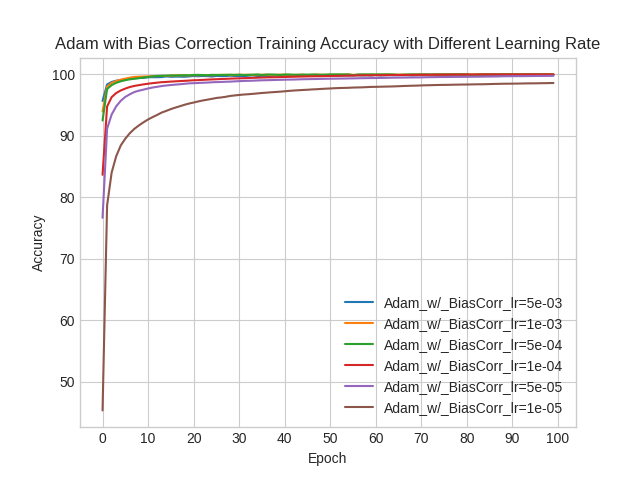 Adam with Bias Correction Training Accuracy with Different Learning Rate
100
90
80
70
60
50
Accuracy
Adam_w/_BiasCorr_lr=5e-03
Adam_w/_BiasCorr_lr=1e-03
Adam_w/_BiasCorr_lr=5e-04
Adam_w/_BiasCorr_lr=1e-04
Adam_w/_BiasCorr_lr=5e-05
Adam_w/_BiasCorr_lr=1e-05
0 10 20 30 40 50 60 70 80 90 100
Epoch